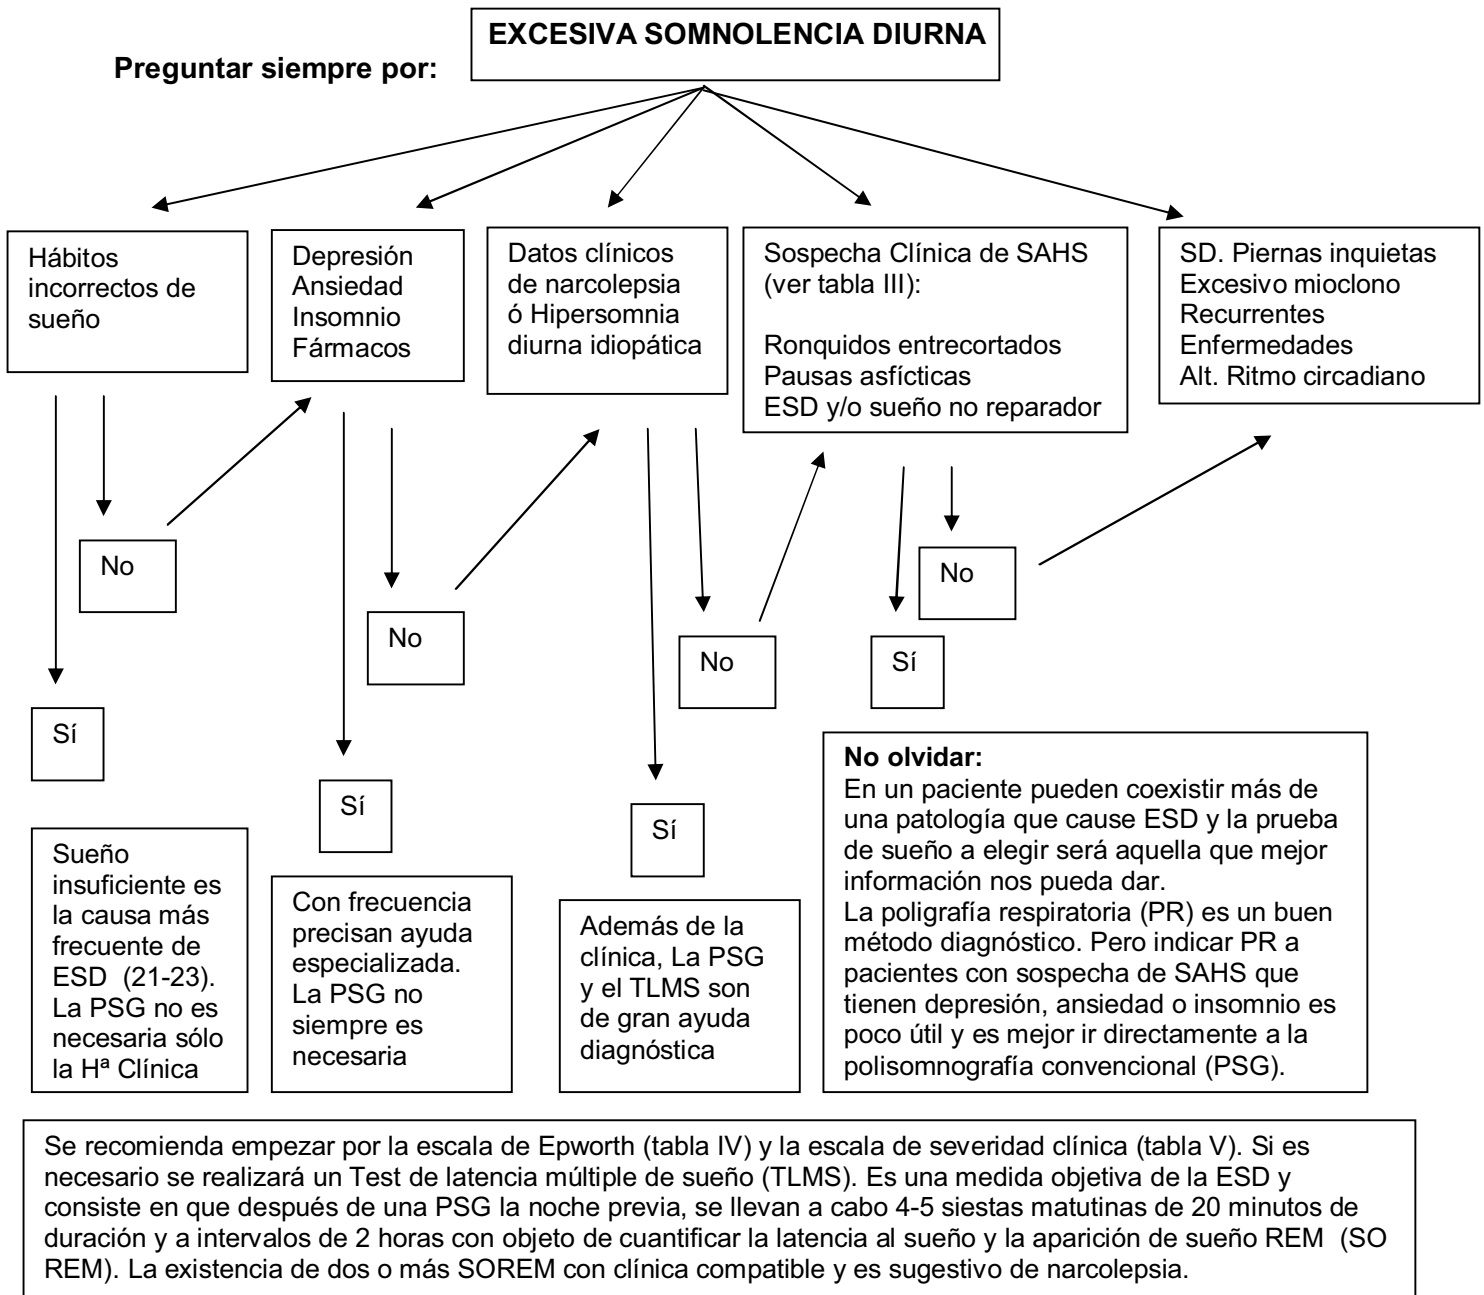 EXCESIVA SOMNOLENCIA DIURNA
Preguntar siempre por:
Hábitos
incorrectos de
sueño
Depresión
Ansiedad
Insomnio
Fármacos
Datos clínicos
de narcolepsia
ó Hipersomnia
diurna idiopática
Sospecha Clínica de SAHS
(ver tabla III):
Ronquidos entrecortados
Pausas asfícticas
ESD y/o sueño no reparador
SD. Piernas inquietas
Excesivo mioclono
Recurrentes
Enfermedades
Alt. Ritmo circadiano
No
No
No
No
Sí
Sí
Sí
Sí
Sueño
insuficiente es
la causa más
frecuente de
ESD (21-23).
La PSG no es
necesaria sólo
la Hª Clínica
Con frecuencia
precisan ayuda
especializada.
La PSG no
siempre es
necesaria
Además de la
clínica, La PSG
y el TLMS son
de gran ayuda
diagnóstica
No olvidar:
En un paciente pueden coexistir más de
una patología que cause ESD y la prueba
de sueño a elegir será aquella que mejor
información nos pueda dar.
La poligrafía respiratoria (PR) es un buen
método diagnóstico. Pero indicar PR a
pacientes con sospecha de SAHS que
tienen depresión, ansiedad o insomnio es
poco útil y es mejor ir directamente a la
polisomnografía convencional (PSG).
Se recomienda empezar por la escala de Epworth (tabla IV) y la escala de severidad clínica (tabla V). Si es
necesario se realizará un Test de latencia múltiple de sueño (TLMS). Es una medida objetiva de la ESD y
consiste en que después de una PSG la noche previa, se llevan a cabo 4-5 siestas matutinas de 20 minutos de
duración y a intervalos de 2 horas con objeto de cuantificar la latencia al sueño y la aparición de sueño REM (SO
REM). La existencia de dos o más SOREM con clínica compatible y es sugestivo de narcolepsia.